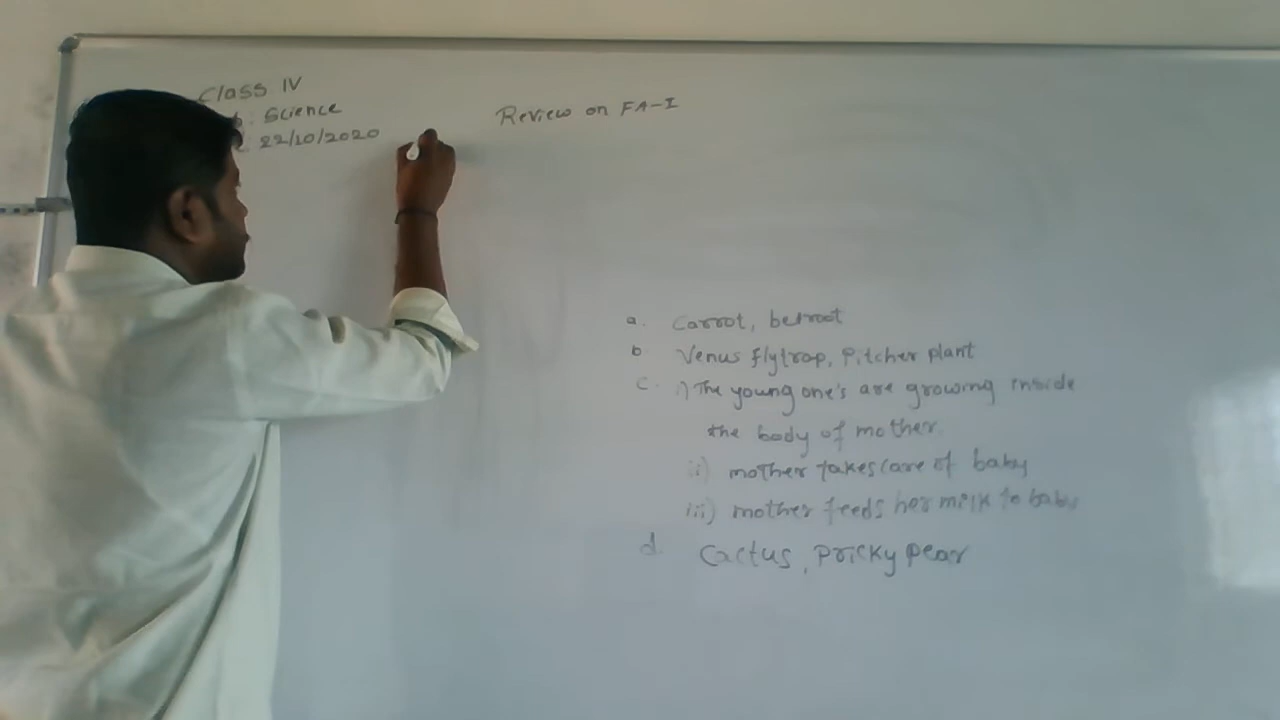 Class IV
: Science
22/10/2020
Review on FA-I
a. Carrot, betroot
b Venus flytrap, Pitcher plant
c. i) The young one's are growing inside
the body of mother.
ii) mother takes care of baby
iii) mother feeds her milk to baby
d. Cactus, Pricky pear